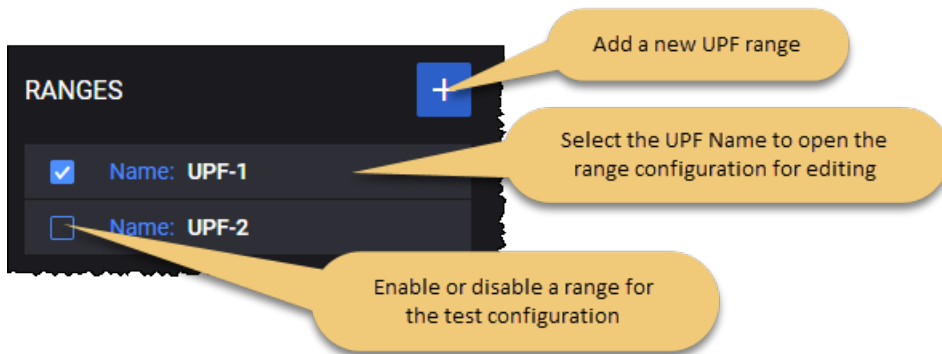 Add a new UPF range
RANGES
+
Select the UPF Name to open the
range configuration for editing
Name: UPF-1
Name: UPF-2
Enable or disable a range for
the test configuration